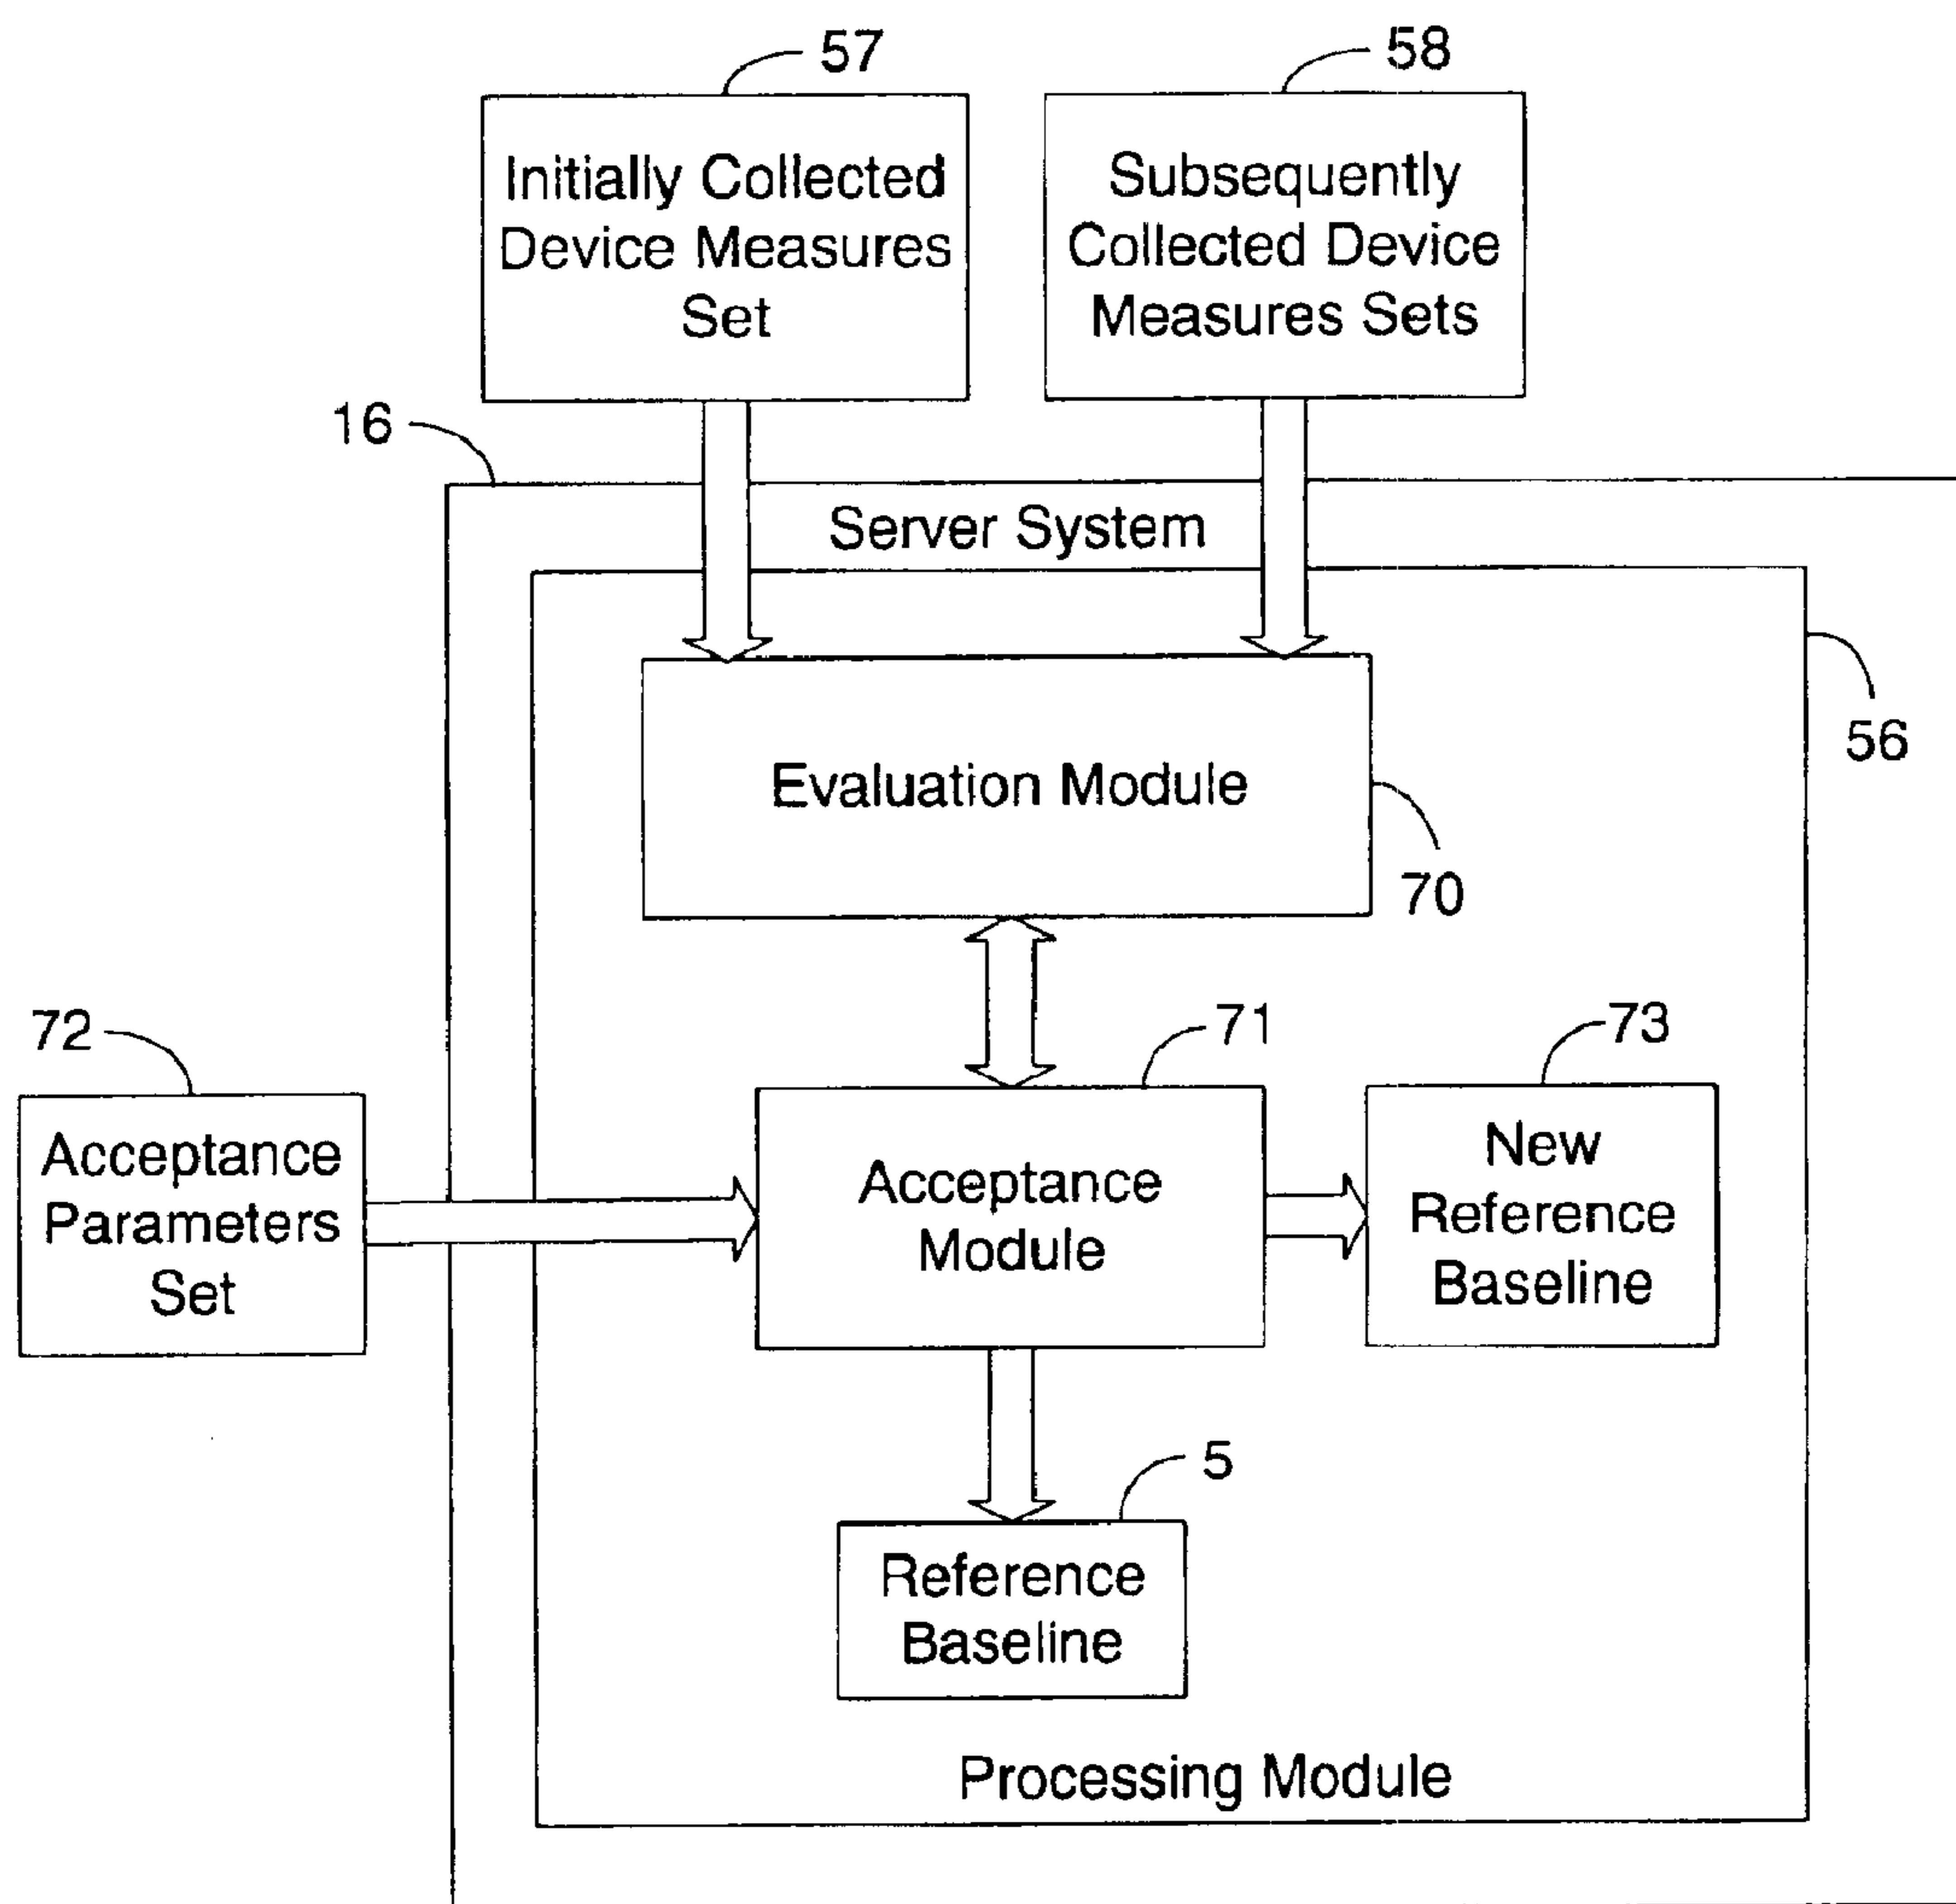 57
58
Initially Collected
Device Measures
Set
Subsequently
Collected Device
Measures Sets
16
Server System
56
Evaluation Module
70
72
71
73
Acceptance
Parameters
Set
Acceptance
Module
New
Reference
Baseline
5
Reference
Baseline
Processing Module